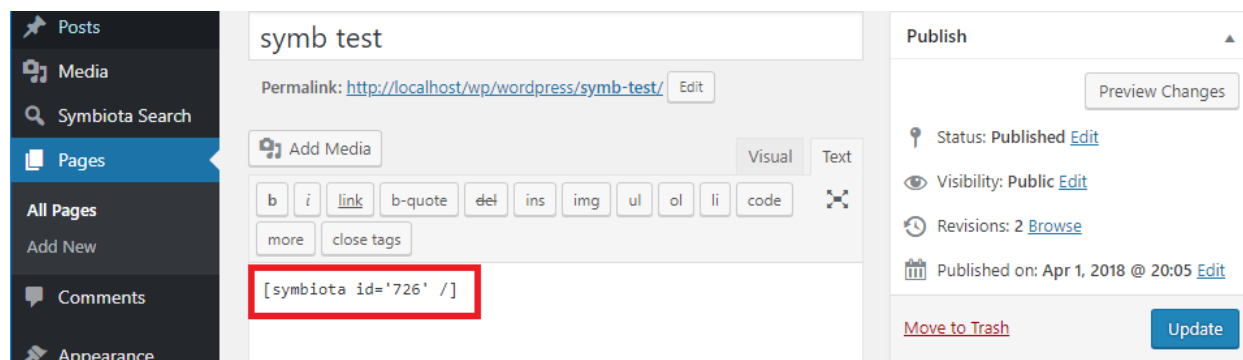 Posts
Media
Symbiota Search
Pages
All Pages
Add New
Comments
Appearance
symb test
Permalink: http://localhost/wp/wordpress/symb-test/ Edit
Add Media
Visual Text
b i link b-quote del ins img ul ol li code
more close tags
[symbiota id='726' /]
Publish
Preview Changes
Status: Published Edit
Visibility: Public Edit
Revisions: 2 Browse
Published on: Apr 1, 2018 @ 20:05 Edit
Move to Trash Update